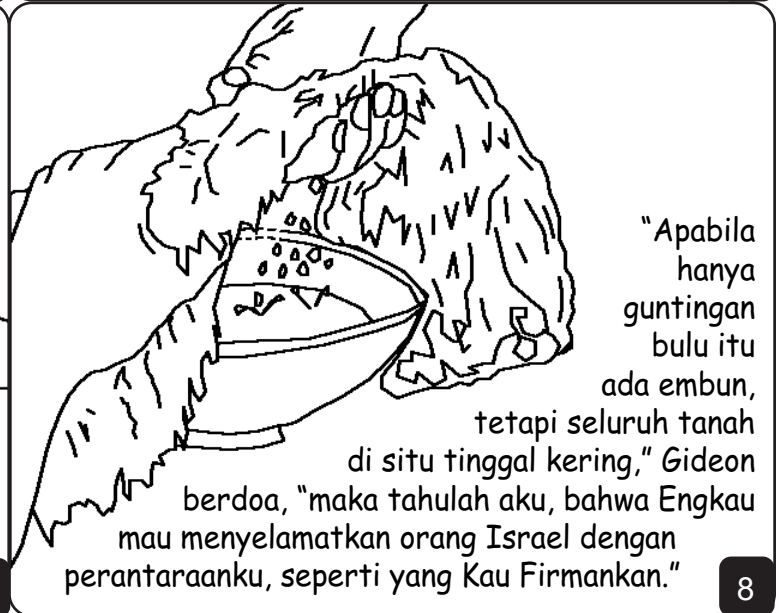 “Apabila
hanya
guntingan
bulu itu
ada embun,
tetapi seluruh tanah
di situ tinggal kering,” Gideon
berdoa, “maka tahulah aku, bahwa Engkau
mau menyelamatkan orang Israel dengan
perantaraanku, seperti yang Kau Firmankan.”
8